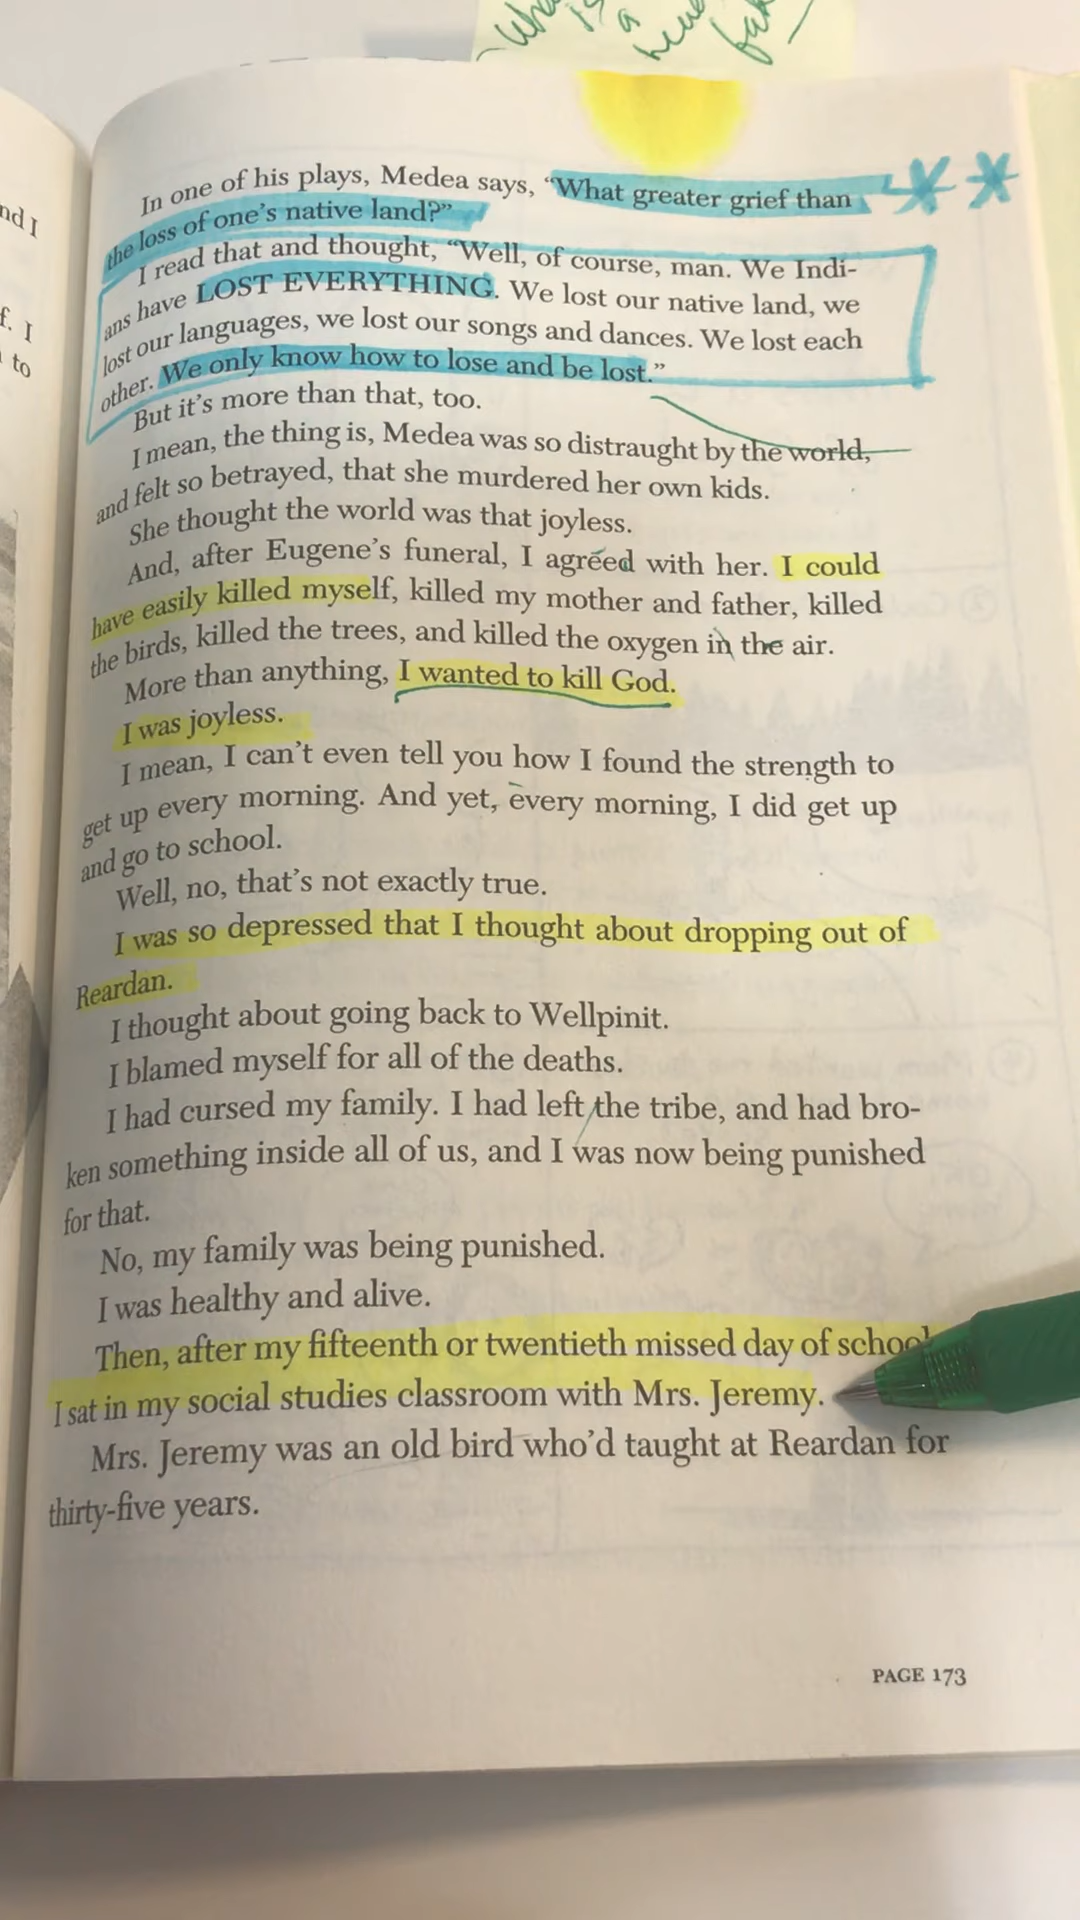 What
is
a
In one of his plays, Medea says, “What greater grief than
the loss of one’s native land?”
I read that and thought, “Well, of course, man. We Indi-
ans have LOST EVERYTHING. We lost our native land, we
lost our languages, we lost our songs and dances. We lost each
other. We only know how to lose and be lost.”
But it’s more than that, too.
I mean, the thing is, Medea was so distraught by the world,
and felt so betrayed, that she murdered her own kids.
She thought the world was that joyless.
And, after Eugene’s funeral, I agreed with her. I could
have easily killed myself, killed my mother and father, killed
the birds, killed the trees, and killed the oxygen in the air.
More than anything, I wanted to kill God.
I was joyless.
I mean, I can’t even tell you how I found the strength to
get up every morning. And yet, every morning, I did get up
and go to school.
Well, no, that’s not exactly true.
I was so depressed that I thought about dropping out of
Reardan.
I thought about going back to Wellpinit.
I blamed myself for all of the deaths.
I had cursed my family. I had left the tribe, and had bro-
ken something inside all of us, and I was now being punished
for that.
No, my family was being punished.
I was healthy and alive.
Then, after my fifteenth or twentieth missed day of school
I sat in my social studies classroom with Mrs. Jeremy.
Mrs. Jeremy was an old bird who’d taught at Reardan for
thirty-five years.
PAGE 173
nd I
f. I
to